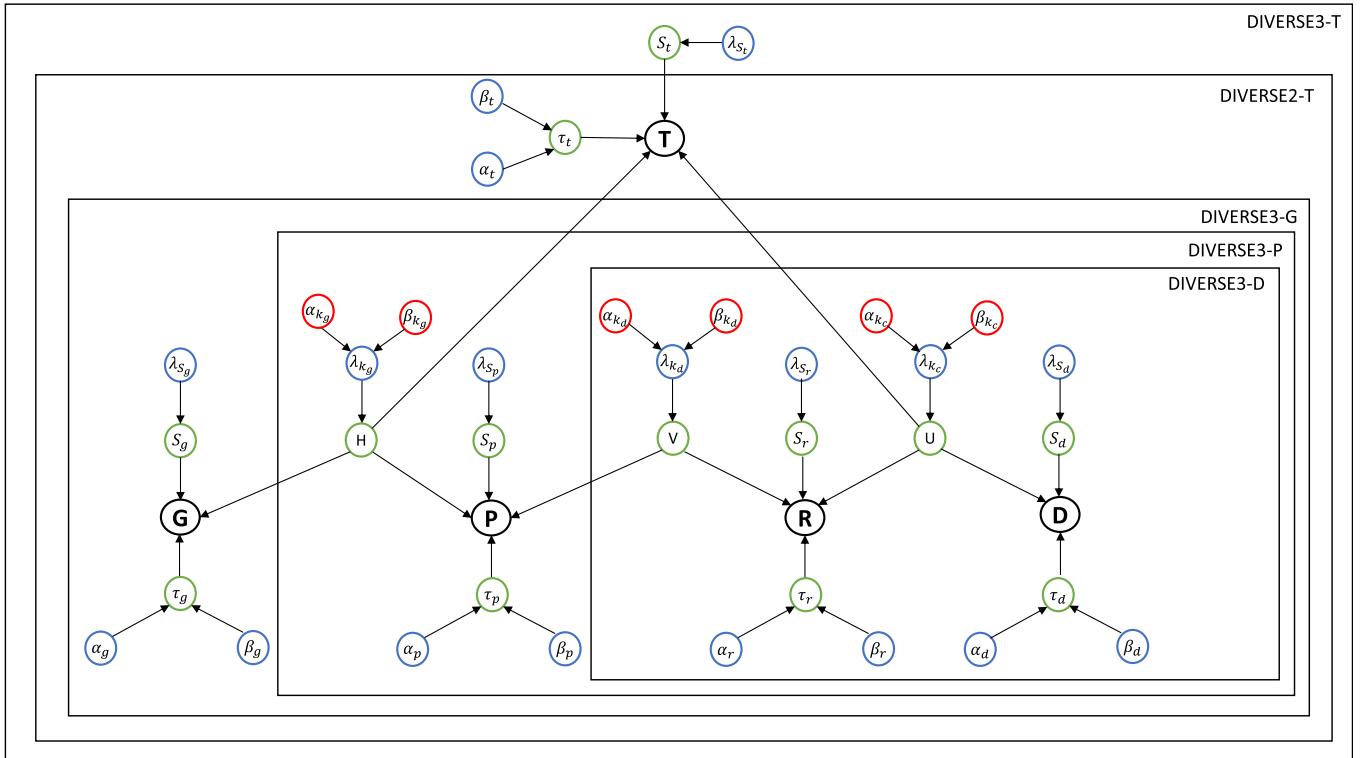 DIVERSE3-T
S_t λ_{S_t}
DIVERSE2-T
β_t
τ_t T
α_t
DIVERSE3-G
DIVERSE3-P
DIVERSE3-D
α_{k_g} β_{k_g} α_{k_d} β_{k_d} α_{k_c} β_{k_c}
λ_{S_g} λ_{k_g} λ_{S_p} λ_{k_d} λ_{S_r} λ_{k_c} λ_{S_d}
S_g H S_p V S_r U S_d
G P R D
τ_g τ_p τ_r τ_d
α_g β_g α_p β_p α_r β_r α_d β_d